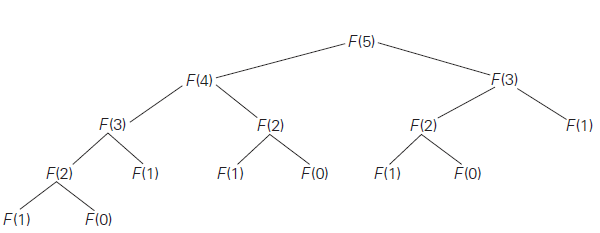 F(5)
F(4) F(3)
F(3) F(2) F(2) F(1)
F(2) F(1) F(1) F(0) F(1) F(0)
F(1) F(0)